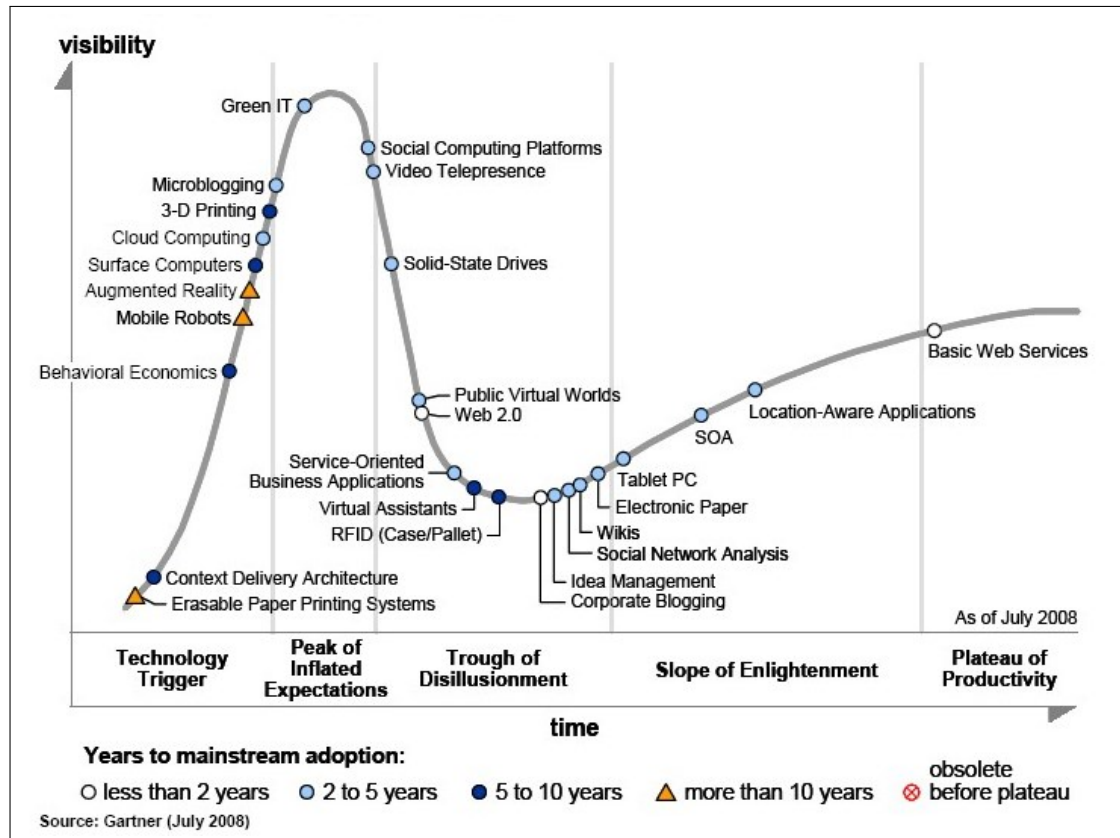 visibility
Green IT
Social Computing Platforms
Video Telepresence
Microblogging
3-D Printing
Cloud Computing
Surface Computers
Solid-State Drives
Augmented Reality
Mobile Robots
Basic Web Services
Behavioral Economics
Public Virtual Worlds
Web 2.0
Location-Aware Applications
SOA
Service-Oriented
Business Applications
Tablet PC
Virtual Assistants
Electronic Paper
RFID (Case/Pallet)
Wikis
Social Network Analysis
Context Delivery Architecture
Idea Management
Erasable Paper Printing Systems
Corporate Blogging
As of July 2008
Technology
Trigger
Peak of
Inflated
Expectations
Trough of
Disillusionment
Slope of Enlightenment
Plateau of
Productivity
time
Years to mainstream adoption:
less than 2 years
2 to 5 years
5 to 10 years
more than 10 years
obsolete
before plateau
Source: Gartner (July 2008)